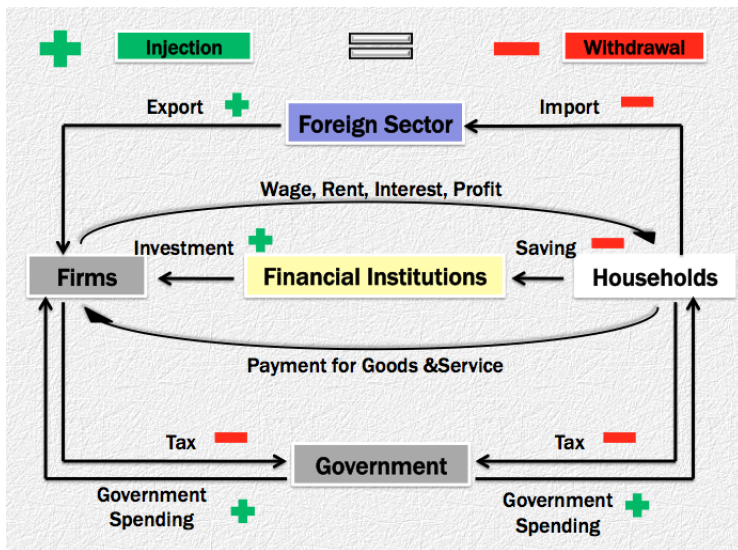 Injection
Withdrawal
Export
Foreign Sector
Import
Wage, Rent, Interest, Profit
Investment
Saving
Firms
Financial Institutions
Households
Payment for Goods &Service
Tax
Tax
Government
Government
Spending
Government
Spending